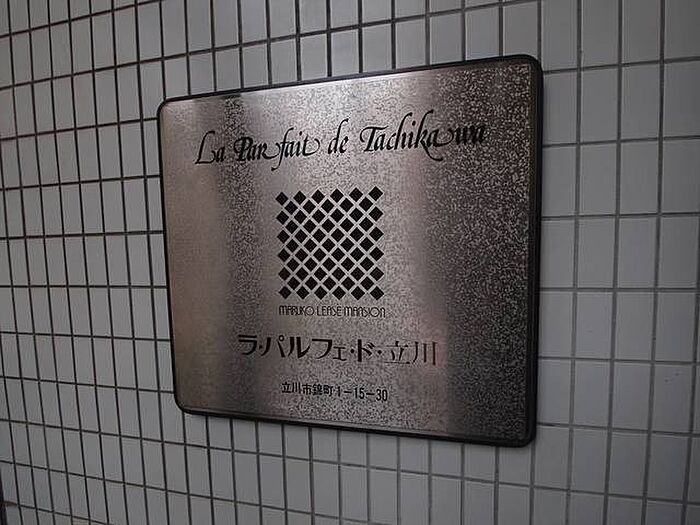 La Parfait de Tachikawa
MARUKO LEASE MANSION
ラ・パルフェ・ド・立川
立川市錦町1-15-30